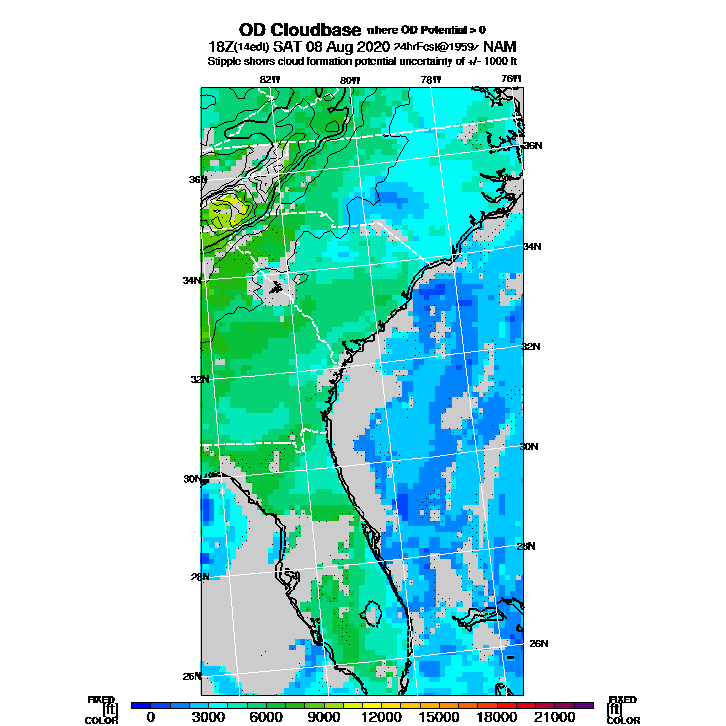 OD Cloudbase where OD Potential > 0
18Z(14edt) SAT 08 Aug 2020 24hrFcst@1959z NAM
Stipple shows cloud formation potential uncertainty of +/- 1000 ft
82W 80W 78W 76W
36N
36N
34N
34N
32N
32N
30N
30N
28N
28N
26N
26N
FIXED FIXED
[ft] 0 3000 6000 9000 12000 15000 18000 21000 [ft]
COLOR COLOR